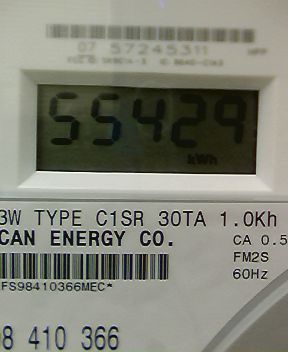 07 57245311
55429
kWh
3W TYPE C1SR 30TA 1.0Kh
CAN ENERGY CO.
CA 0.5
FM2S
60Hz
FS98410366MEC*
98 410 366